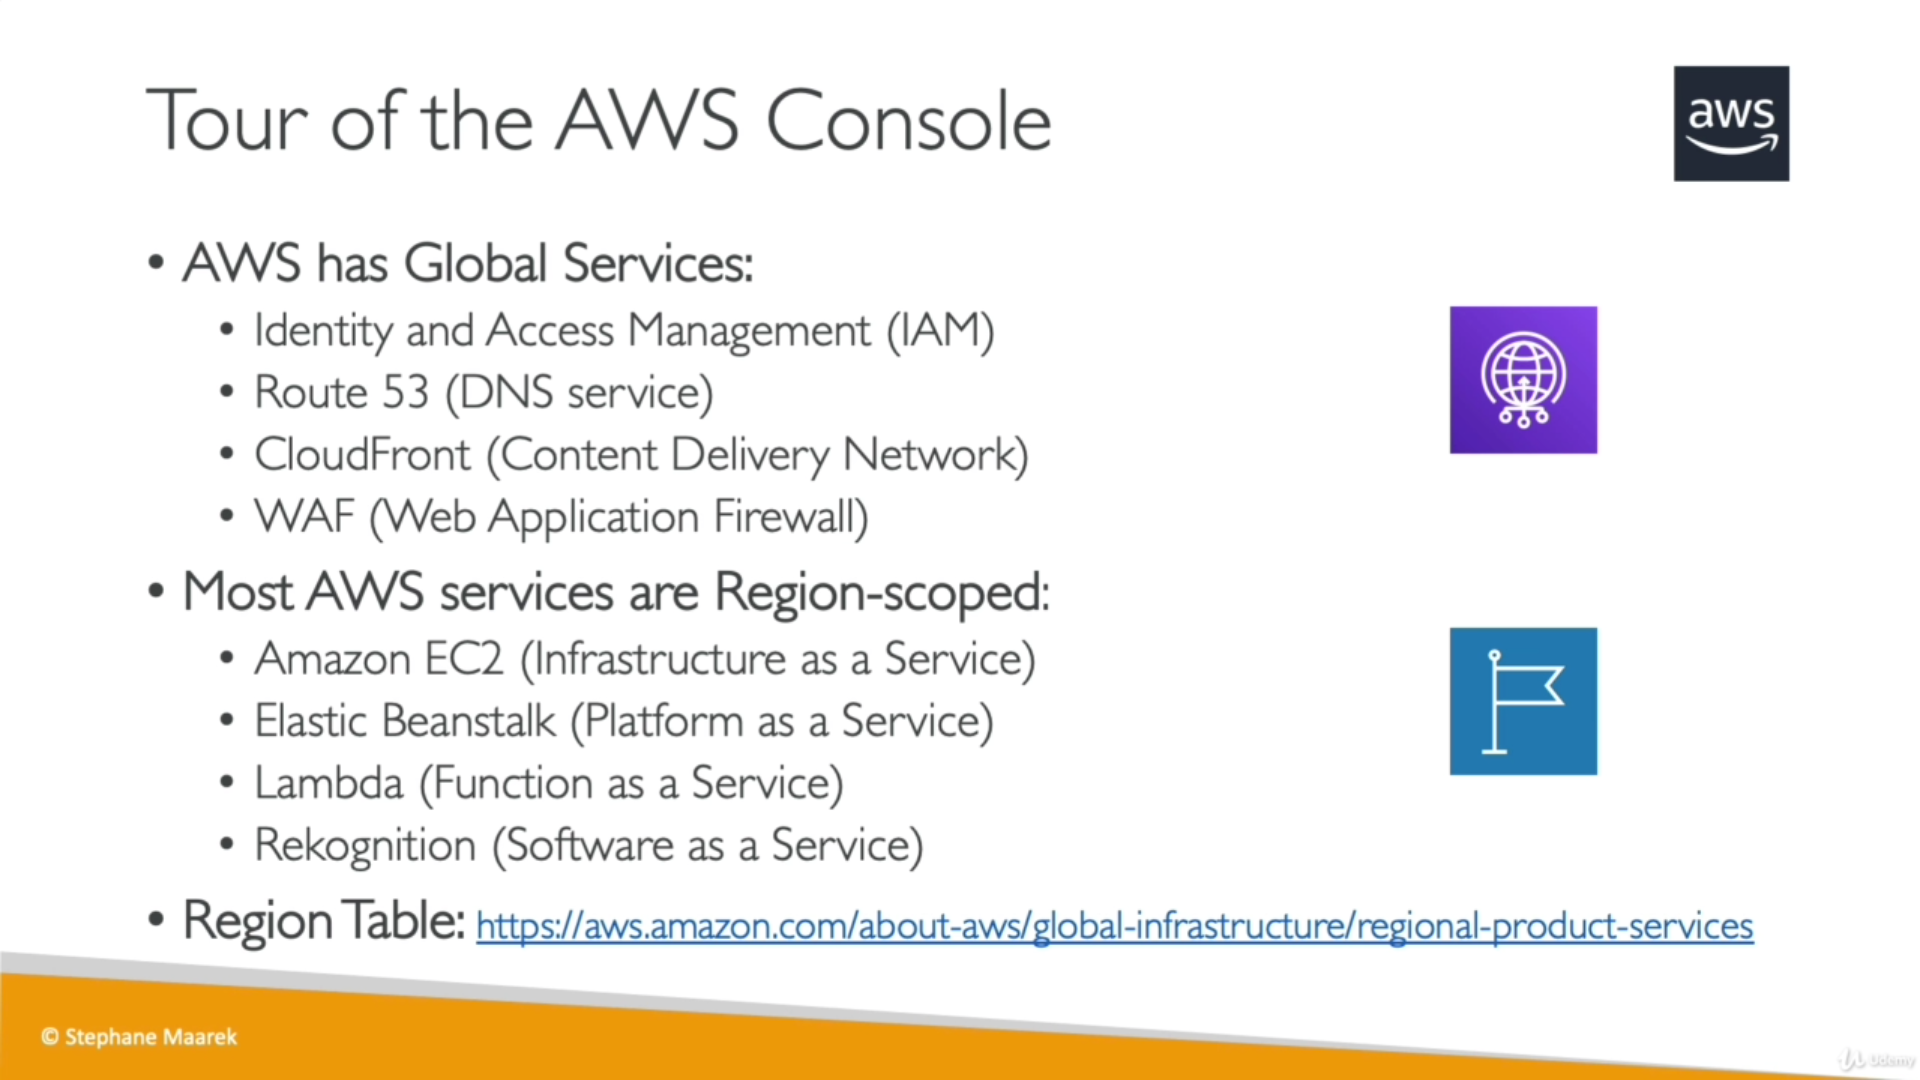 Tour of the AWS Console
aws
• AWS has Global Services:
• Identity and Access Management (IAM)
• Route 53 (DNS service)
• CloudFront (Content Delivery Network)
• WAF (Web Application Firewall)
• Most AWS services are Region-scoped:
• Amazon EC2 (Infrastructure as a Service)
• Elastic Beanstalk (Platform as a Service)
• Lambda (Function as a Service)
• Rekognition (Software as a Service)
• Region Table: https://aws.amazon.com/about-aws/global-infrastructure/regional-product-services
© Stephane Maarek
Udemy